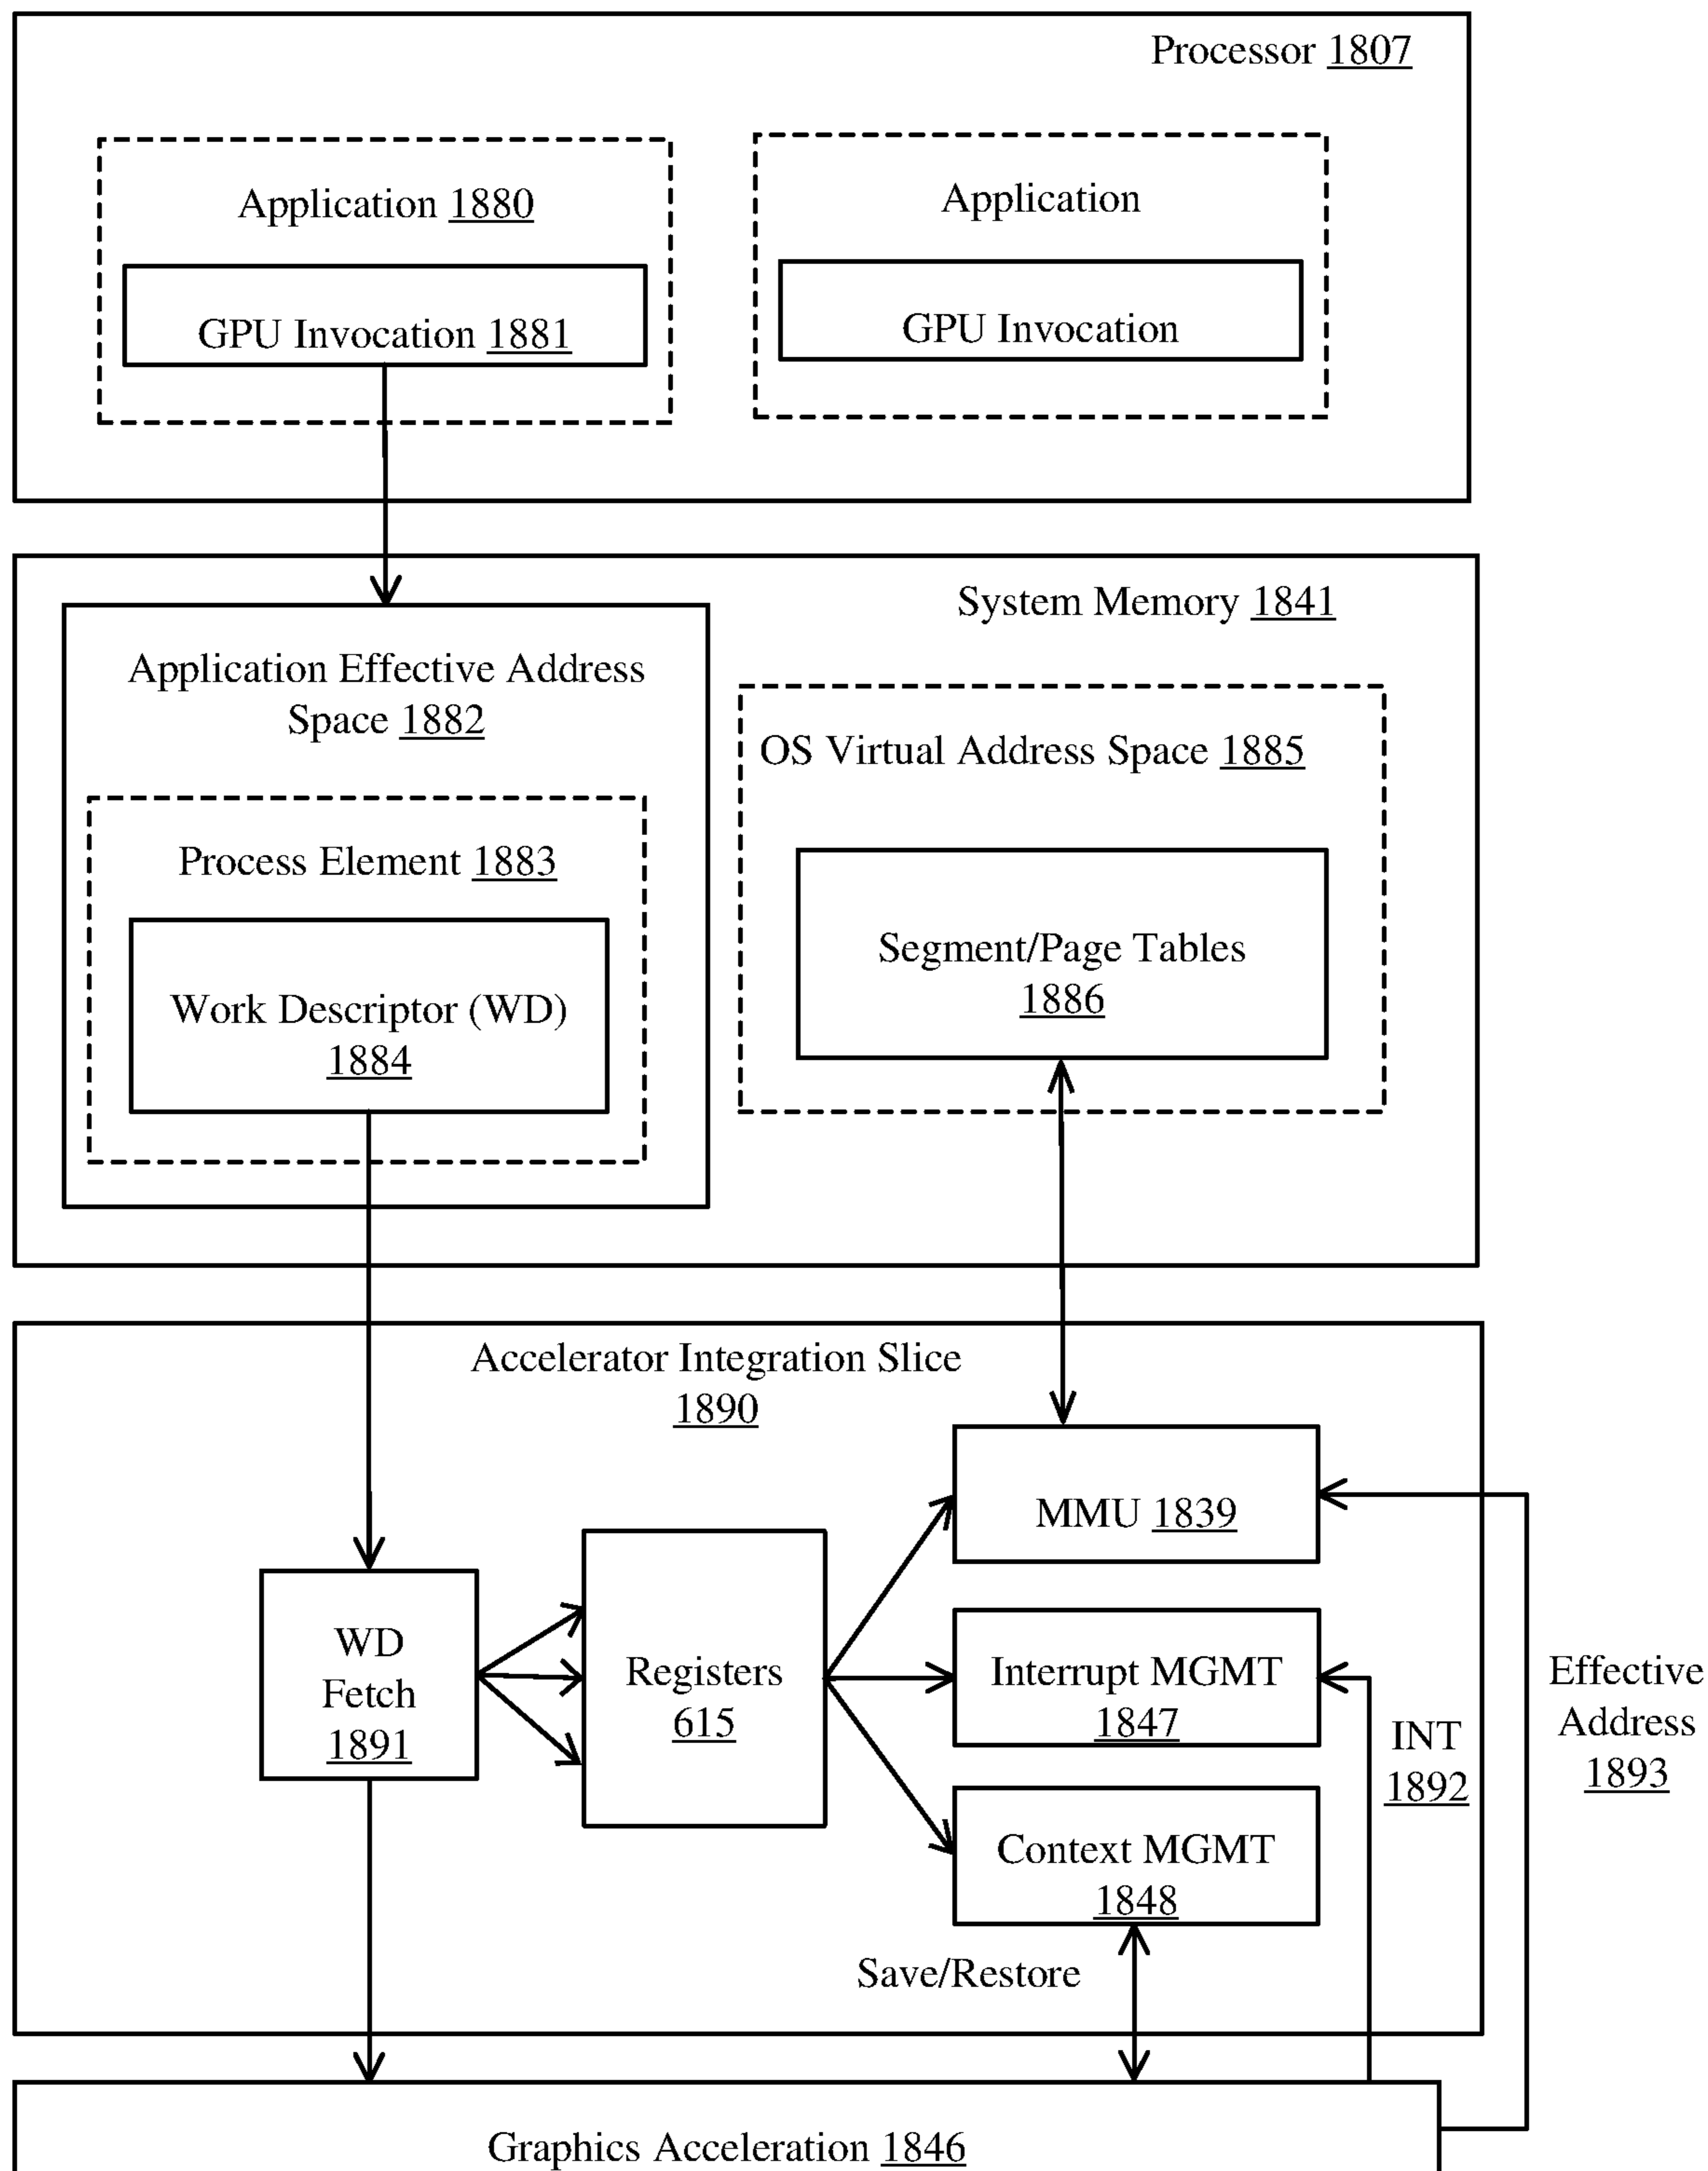 Processor 1807
Application 1880
GPU Invocation 1881
Application
GPU Invocation
System Memory 1841
Application Effective Address
Space 1882
Process Element 1883
Work Descriptor (WD)
1884
OS Virtual Address Space 1885
Segment/Page Tables
1886
Accelerator Integration Slice
1890
WD
Fetch
1891
Registers
615
MMU 1839
Interrupt MGMT
1847
Context MGMT
1848
Save/Restore
INT
1892
Effective
Address
1893
Graphics Acceleration 1846